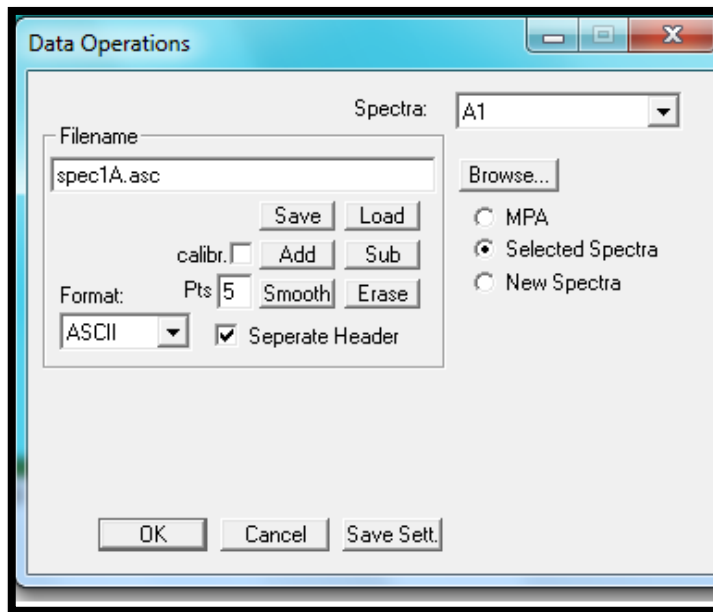 Data Operations
Spectra: A1
Filename
spec1A.asc
Browse...
Save Load
MPA
calibr. Add Sub
Selected Spectra
Format: Pts 5 Smooth Erase
New Spectra
ASCII Seperate Header
OK Cancel Save Sett.